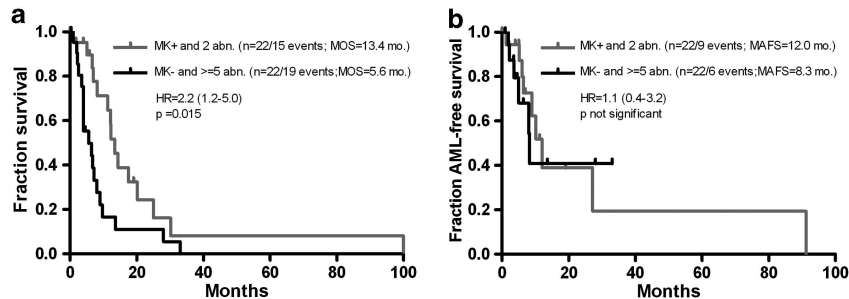 a
MK+ and 2 abn. (n=22/15 events; MOS=13.4 mo.)
MK- and >=5 abn. (n=22/19 events;MOS=5.6 mo.)
HR=2.2 (1.2-5.0)
p =0.015
Fraction survival
1.0
0.8
0.6
0.4
0.2
0.0
0 20 40 60 80 100
Months
b
MK+ and 2 abn. (n=22/9 events; MAFS=12.0 mo.)
MK- and >=5 abn. (n=22/6 events;MAFS=8.3 mo.)
HR=1.1 (0.4-3.2)
p not significant
Fraction AML-free survival
1.0
0.8
0.6
0.4
0.2
0.0
0 20 40 60 80 100
Months